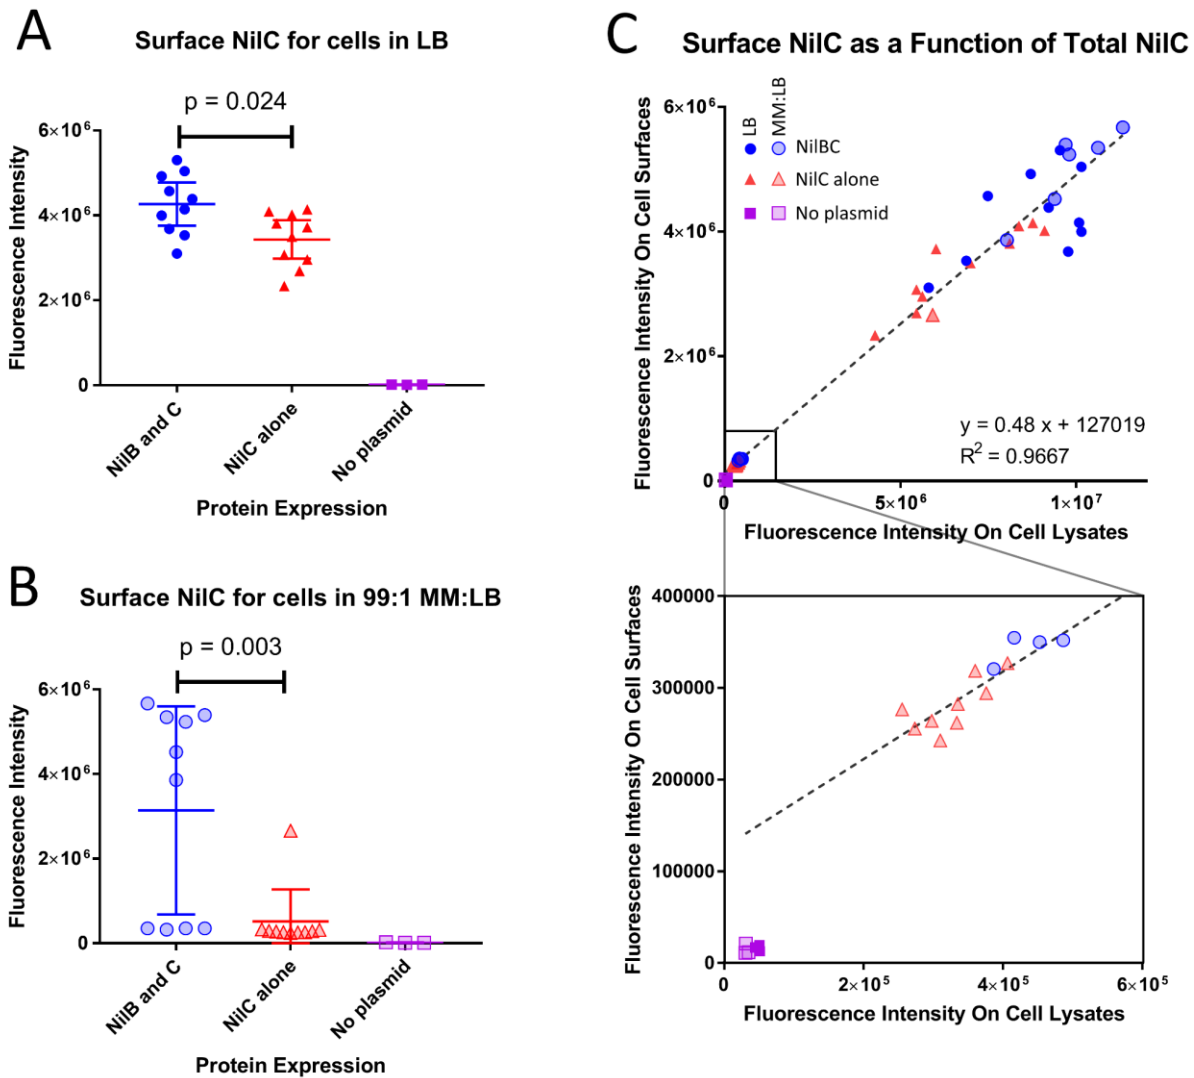 A
Surface NilC for cells in LB
p = 0.024
Fluorescence Intensity
6×10⁶
4×10⁶
2×10⁶
0
NilB and C
NilC alone
No plasmid
Protein Expression
B
Surface NilC for cells in 99:1 MM:LB
p = 0.003
Fluorescence Intensity
6×10⁶
4×10⁶
2×10⁶
0
NilB and C
NilC alone
No plasmid
Protein Expression
C
Surface NilC as a Function of Total NilC
Fluorescence Intensity On Cell Surfaces
6×10⁶
4×10⁶
2×10⁶
0
LB
MM:LB
NilBC
NilC alone
No plasmid
y = 0.48 x + 127019
R² = 0.9667
0
5×10⁶
1×10⁷
Fluorescence Intensity On Cell Lysates
Fluorescence Intensity On Cell Surfaces
400000
300000
200000
100000
0
0
2×10⁵
4×10⁵
6×10⁵
Fluorescence Intensity On Cell Lysates